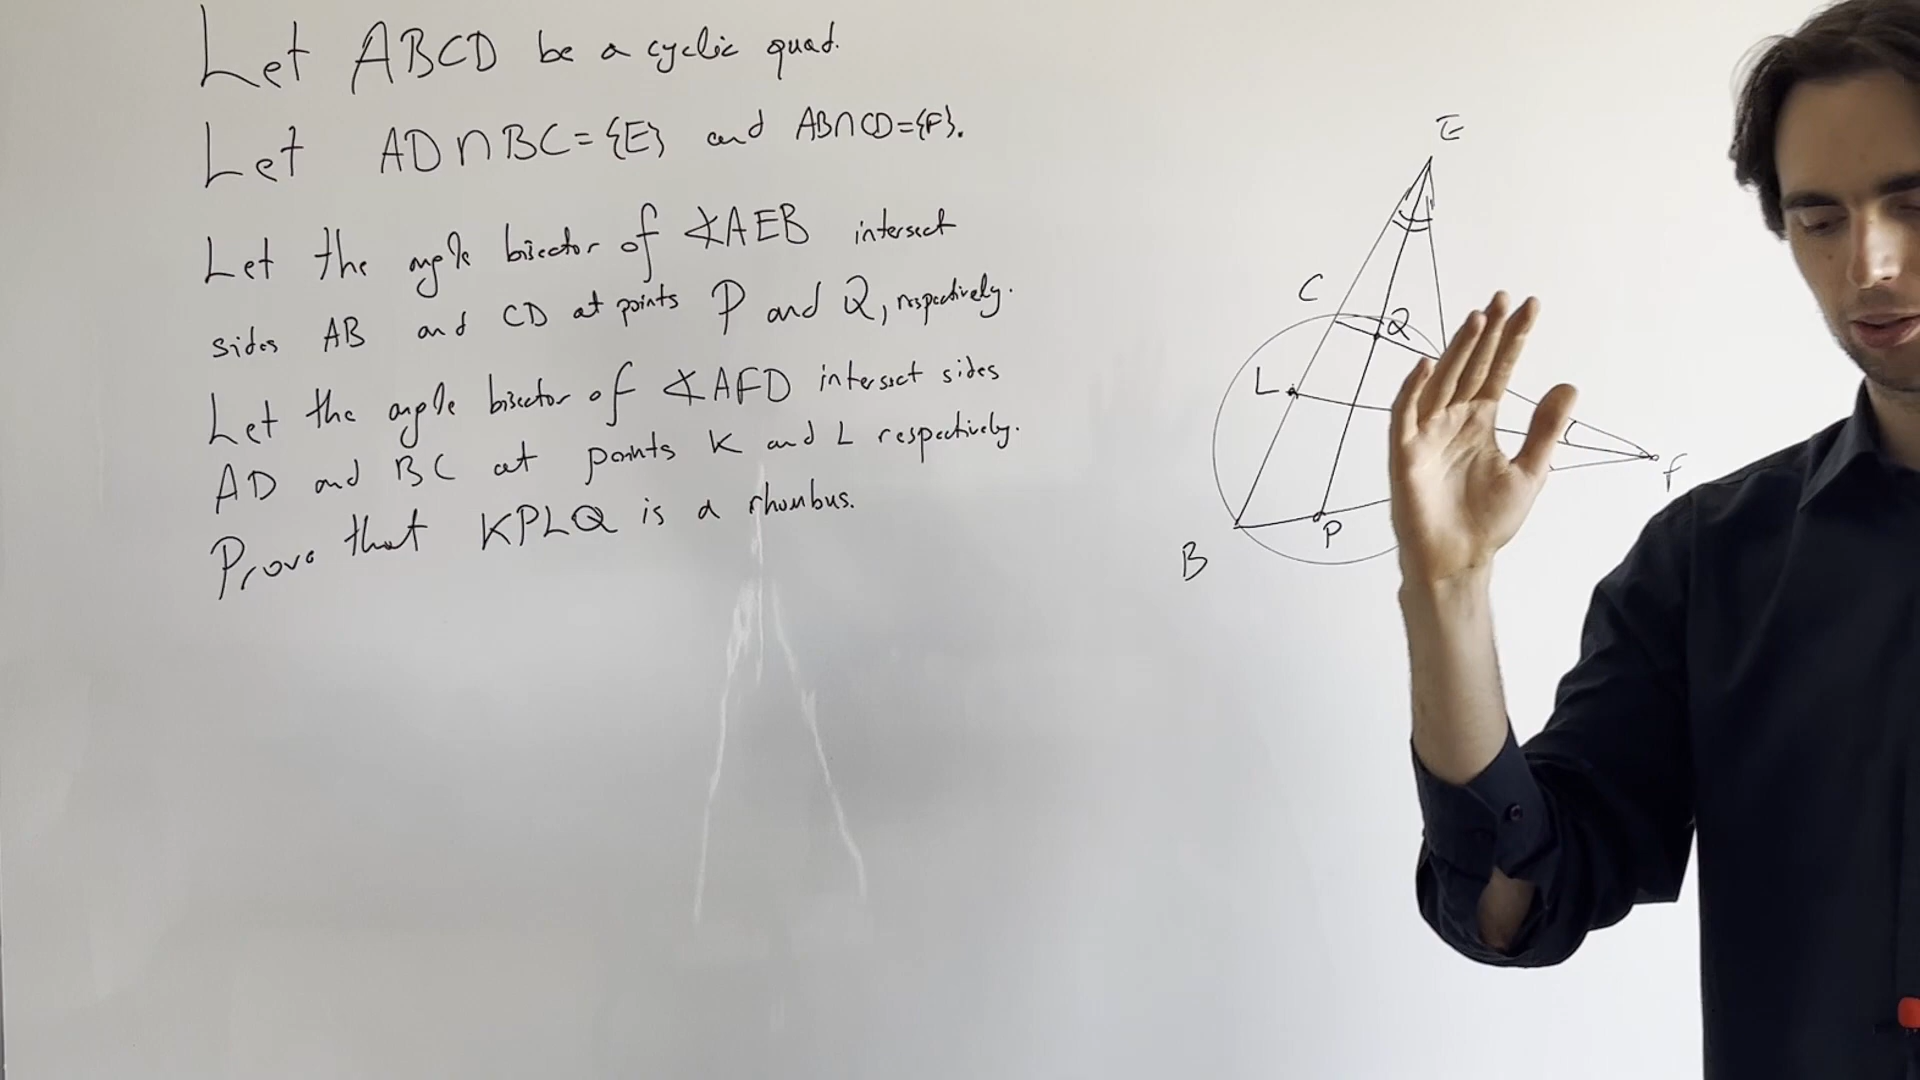 Let ABCD be a cyclic quad.
Let AD∩BC={E} and AB∩CD={F}.
Let the angle bisector of ∢AEB intersect
sides AB and CD at points P and Q, respectively.
Let the angle bisector of ∢AFD intersect sides
AD and BC at points K and L respectively.
Prove that KPLQ is a rhombus.
E
C
Q
L
F
P
B